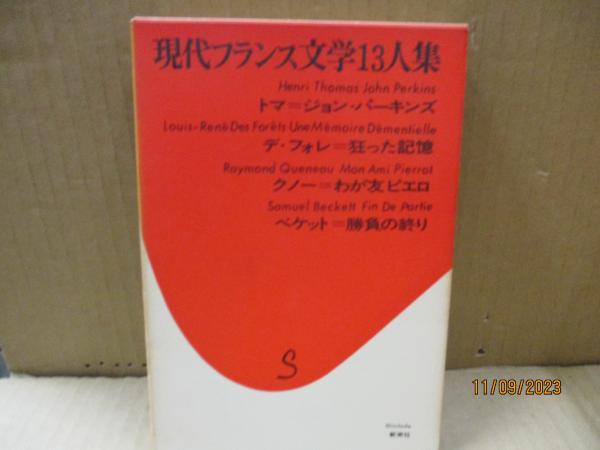 現代フランス文学13人集
Henri Thomas John Perkins
トマ＝ジョン・パーキンズ
Louis-René Des Forêts Une Mémoire Démentielle
デ・フォレ＝狂った記憶
Raymond Queneau Mon Ami Pierrot
クノー＝わが友ピエロ
Samuel Beckett Fin De Partie
ベケット＝勝負の終り
S
新潮社
11/09/2023